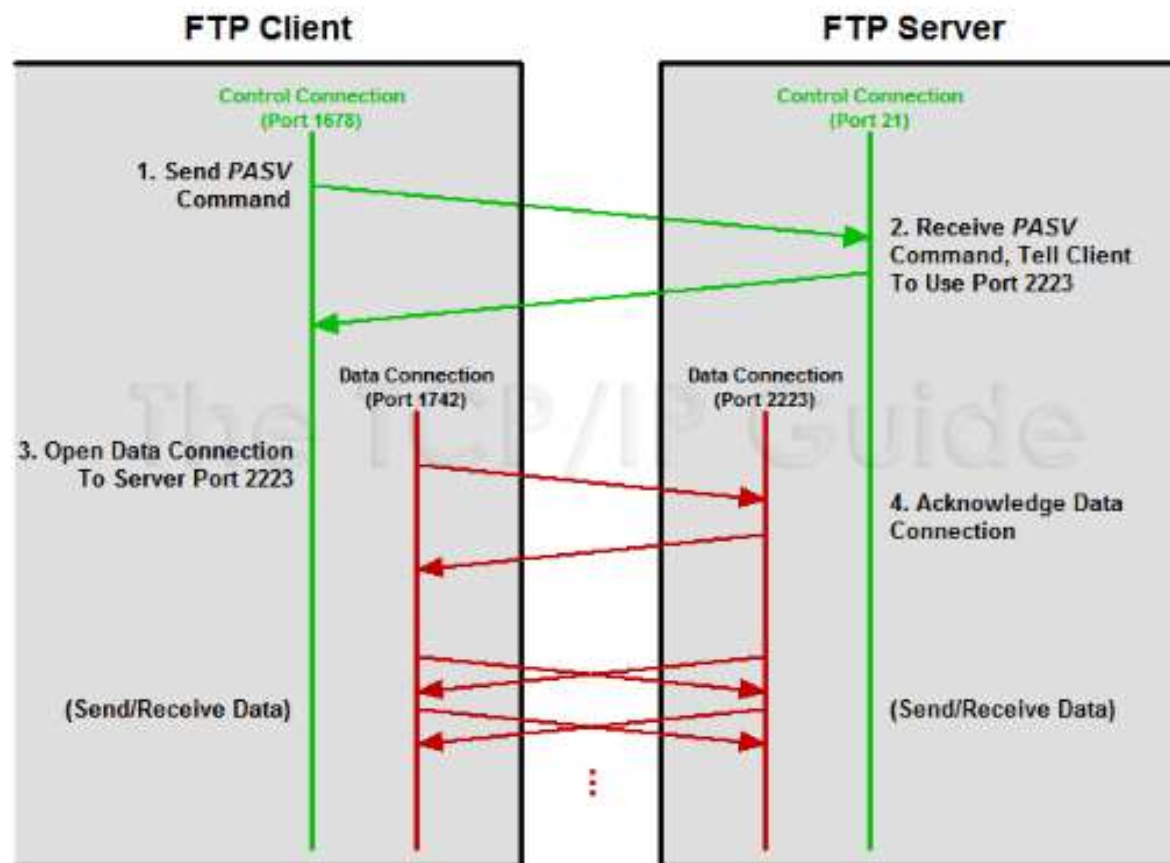 FTP Client
FTP Server
Control Connection
(Port 1678)
Control Connection
(Port 21)
1. Send PASV
Command
2. Receive PASV
Command, Tell Client
To Use Port 2223
Data Connection
(Port 1742)
Data Connection
(Port 2223)
The TCP/IP Guide
3. Open Data Connection
To Server Port 2223
4. Acknowledge Data
Connection
(Send/Receive Data)
(Send/Receive Data)